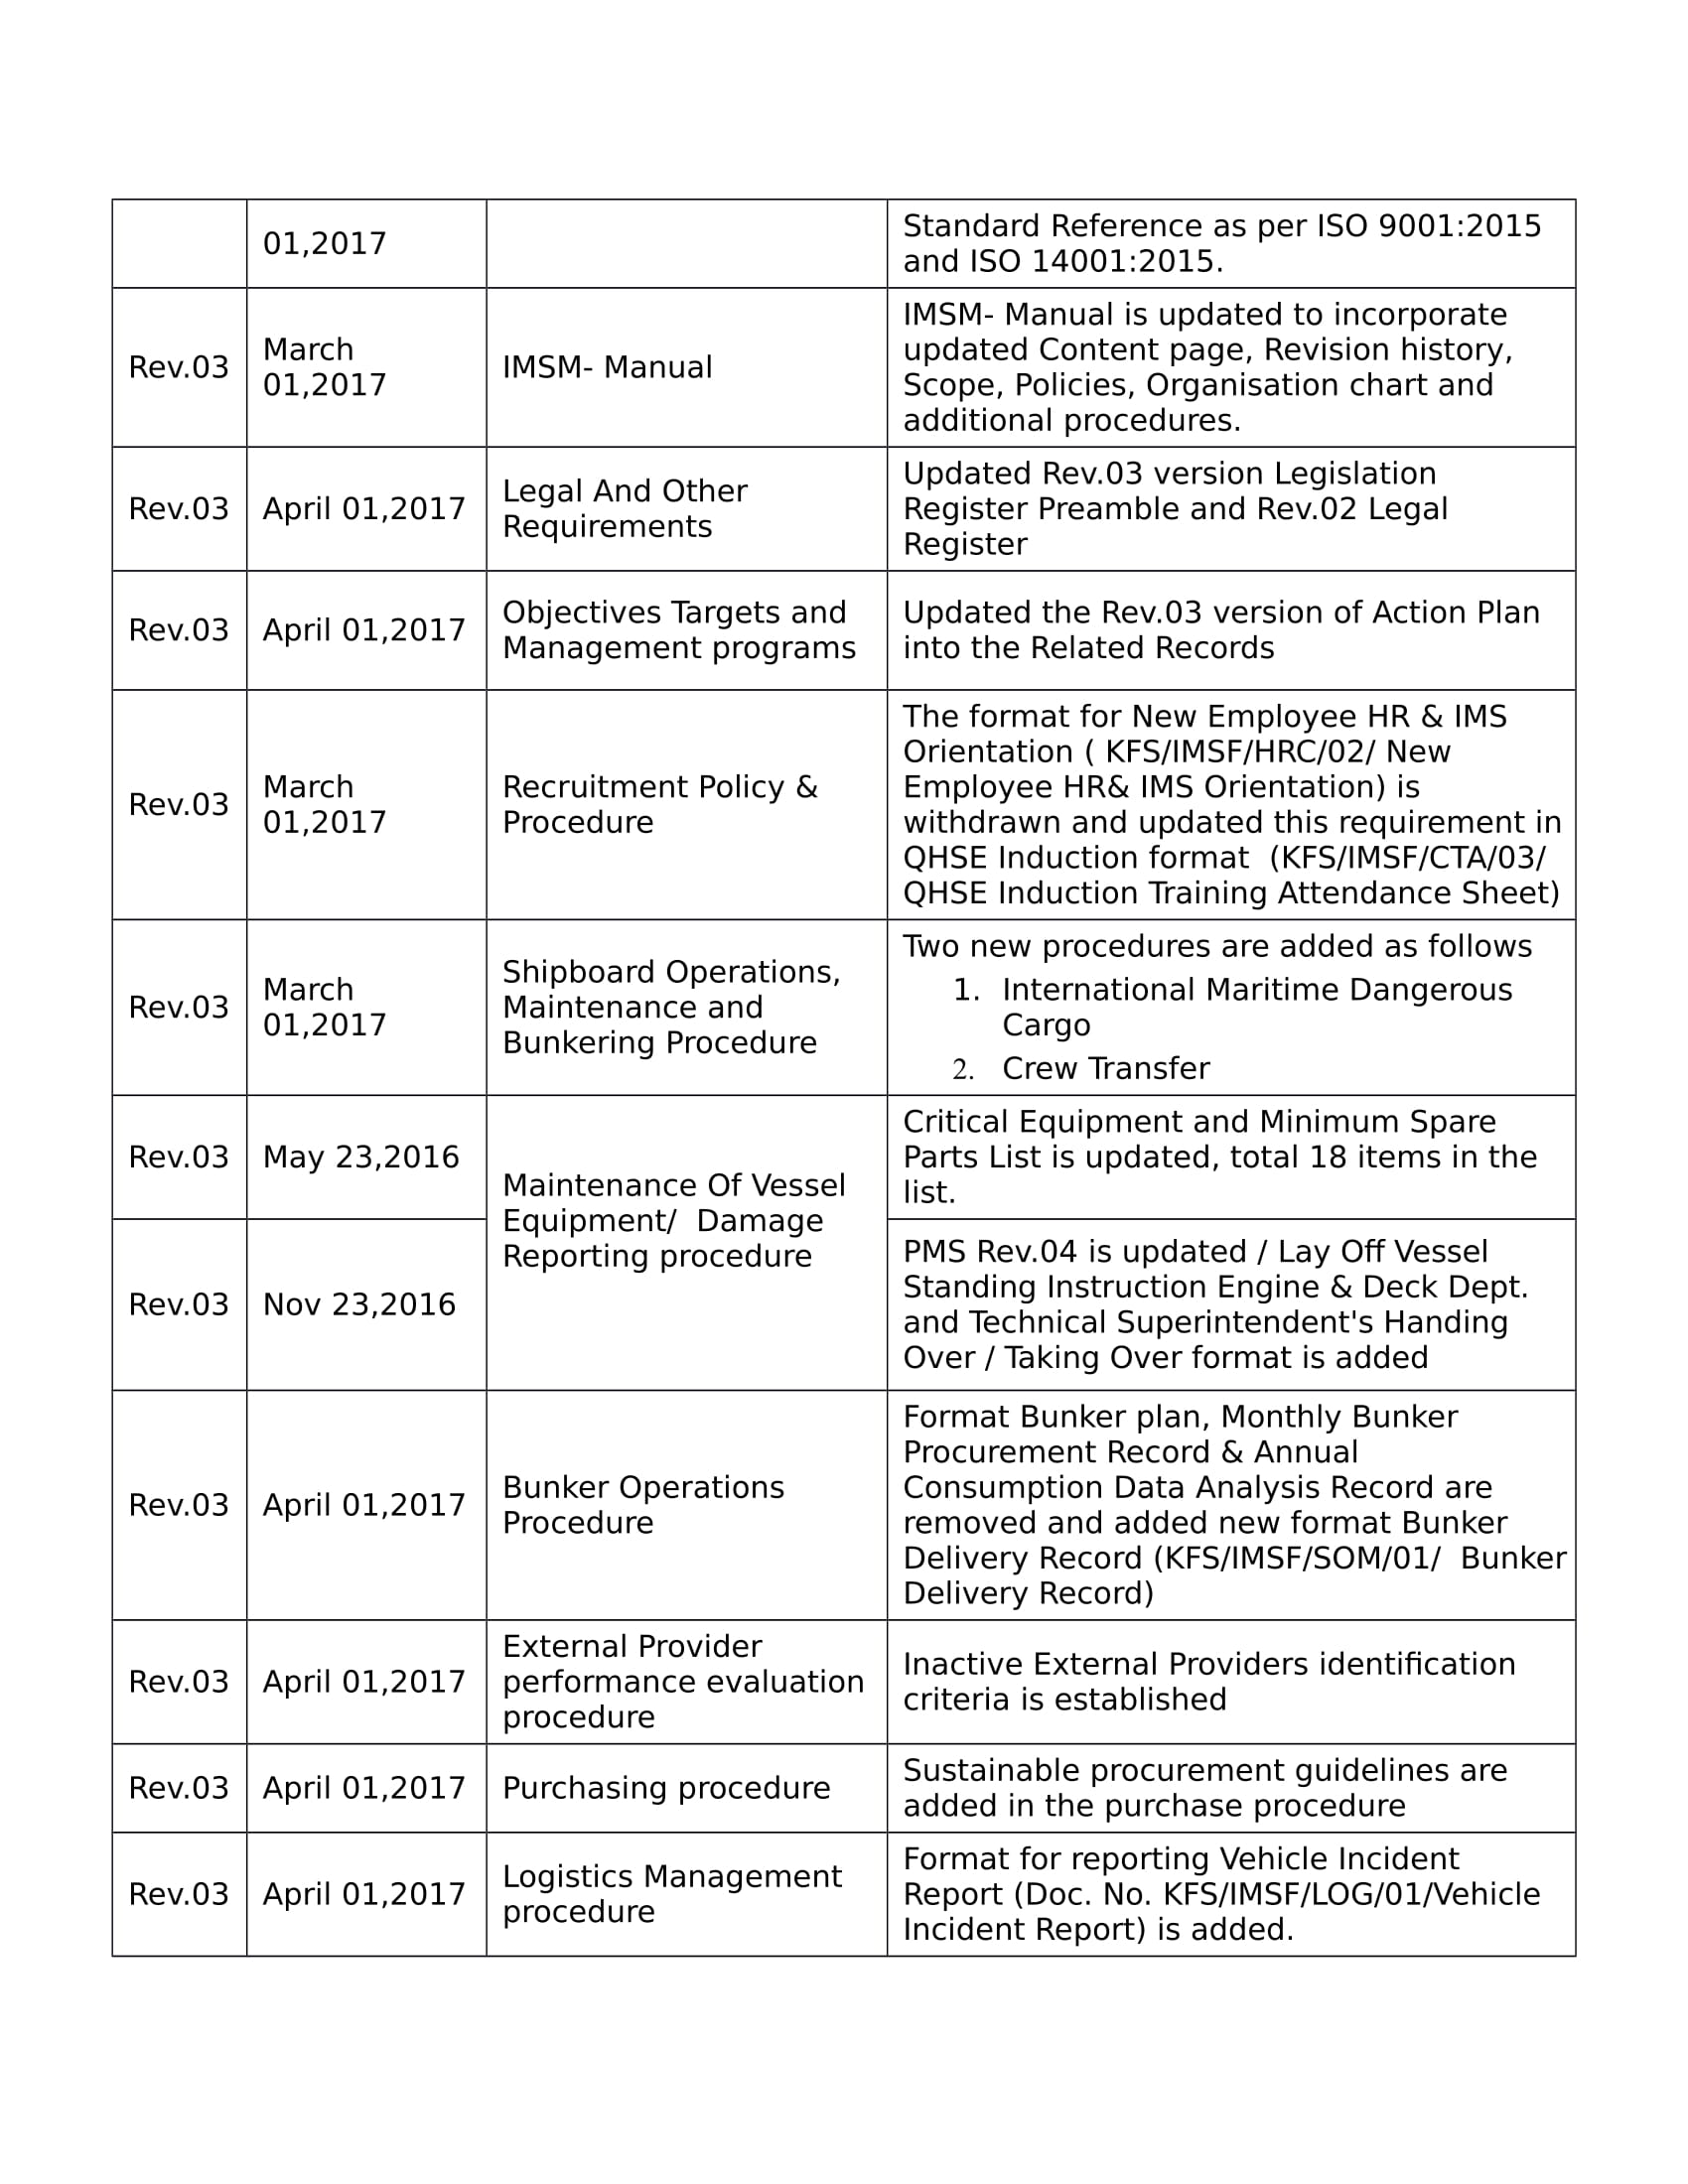 01,2017
Standard Reference as per ISO 9001:2015
and ISO 14001:2015.
Rev.03
March
01,2017
IMSM- Manual
IMSM- Manual is updated to incorporate
updated Content page, Revision history,
Scope, Policies, Organisation chart and
additional procedures.
Rev.03
April 01,2017
Legal And Other
Requirements
Updated Rev.03 version Legislation
Register Preamble and Rev.02 Legal
Register
Rev.03
April 01,2017
Objectives Targets and
Management programs
Updated the Rev.03 version of Action Plan
into the Related Records
Rev.03
March
01,2017
Recruitment Policy &
Procedure
The format for New Employee HR & IMS
Orientation ( KFS/IMSF/HRC/02/ New
Employee HR& IMS Orientation) is
withdrawn and updated this requirement in
QHSE Induction format  (KFS/IMSF/CTA/03/
QHSE Induction Training Attendance Sheet)
Rev.03
March
01,2017
Shipboard Operations,
Maintenance and
Bunkering Procedure
Two new procedures are added as follows
1. International Maritime Dangerous
Cargo
2. Crew Transfer
Rev.03
May 23,2016
Maintenance Of Vessel
Equipment/  Damage
Reporting procedure
Critical Equipment and Minimum Spare
Parts List is updated, total 18 items in the
list.
Rev.03
Nov 23,2016
PMS Rev.04 is updated / Lay Off Vessel
Standing Instruction Engine & Deck Dept.
and Technical Superintendent's Handing
Over / Taking Over format is added
Rev.03
April 01,2017
Bunker Operations
Procedure
Format Bunker plan, Monthly Bunker
Procurement Record & Annual
Consumption Data Analysis Record are
removed and added new format Bunker
Delivery Record (KFS/IMSF/SOM/01/  Bunker
Delivery Record)
Rev.03
April 01,2017
External Provider
performance evaluation
procedure
Inactive External Providers identification
criteria is established
Rev.03
April 01,2017
Purchasing procedure
Sustainable procurement guidelines are
added in the purchase procedure
Rev.03
April 01,2017
Logistics Management
procedure
Format for reporting Vehicle Incident
Report (Doc. No. KFS/IMSF/LOG/01/Vehicle
Incident Report) is added.